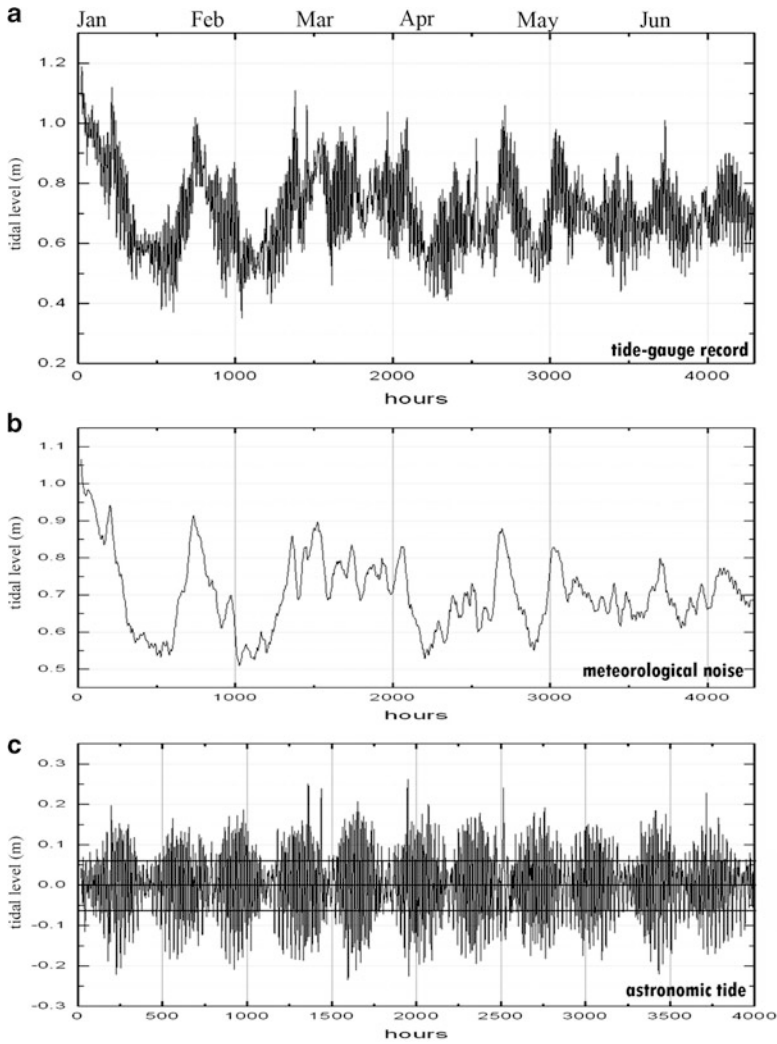 a
Jan Feb Mar Apr May Jun
1.2
1.0
0.8
0.6
0.4
0.2
tidal level (m)
tide-gauge record
0 1000 2000 3000 4000
hours
b
1.1
1.0
0.9
0.8
0.7
0.6
0.5
tidal level (m)
meteorological noise
0 1000 2000 3000 4000
hours
c
0.3
0.2
0.1
0.0
-0.1
-0.2
-0.3
tidal level (m)
astronomic tide
0 500 1000 1500 2000 2500 3000 3500 4000
hours